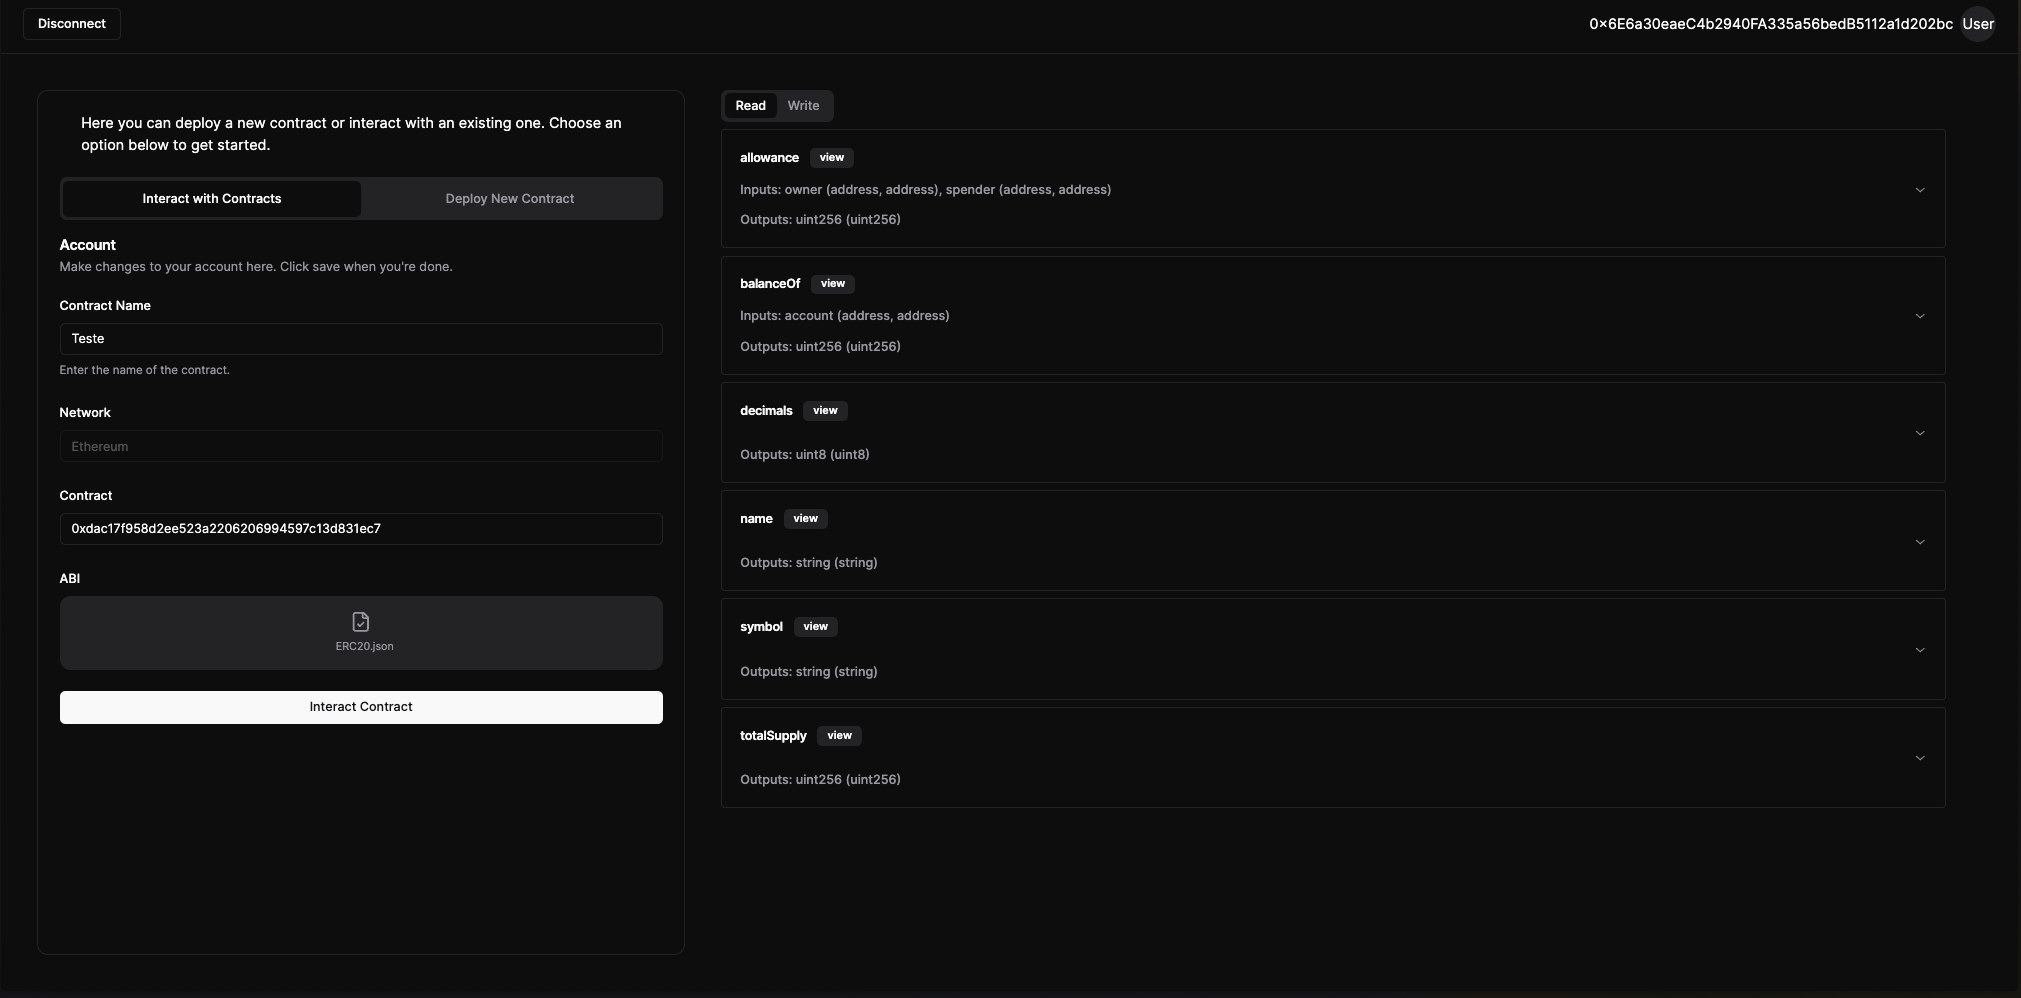 Disconnect
0×6E6a30eaeC4b2940FA335a56bedB5112a1d202bc
User
Here you can deploy a new contract or interact with an existing one. Choose an
option below to get started.
Interact with Contracts
Deploy New Contract
Account
Make changes to your account here. Click save when you're done.
Contract Name
Teste
Enter the name of the contract.
Network
Ethereum
Contract
0xdac17f958d2ee523a2206206994597c13d831ec7
ABI
ERC20.json
Interact Contract
Read
Write
allowance
view
Inputs: owner (address, address), spender (address, address)
Outputs: uint256 (uint256)
balanceOf
view
Inputs: account (address, address)
Outputs: uint256 (uint256)
decimals
view
Outputs: uint8 (uint8)
name
view
Outputs: string (string)
symbol
view
Outputs: string (string)
totalSupply
view
Outputs: uint256 (uint256)